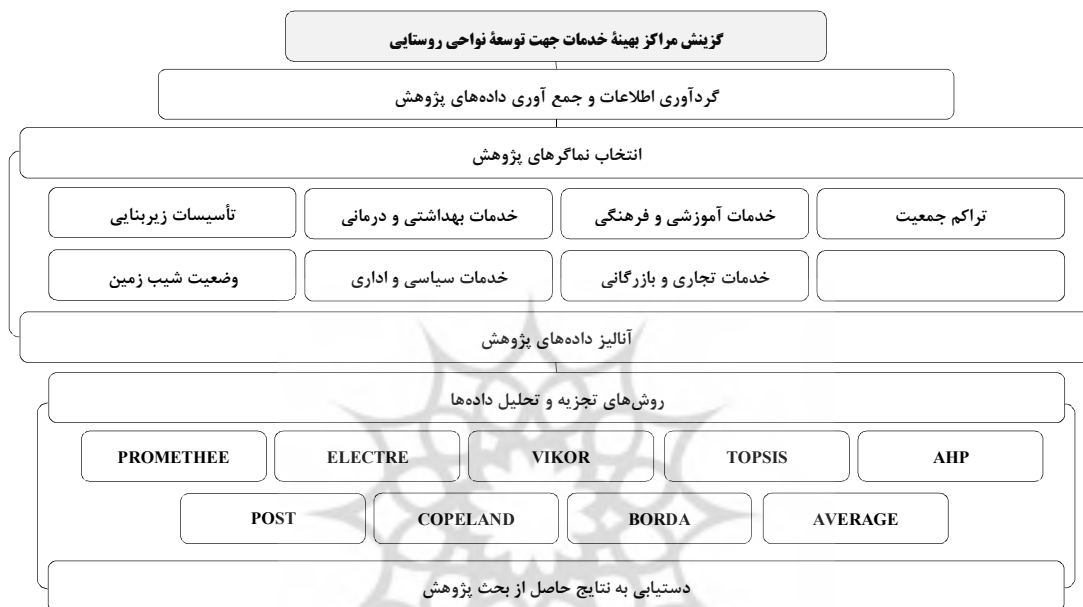 گزینش مراکز بهینهٔ خدمات جهت توسعهٔ نواحی روستایی
گردآوری اطلاعات و جمع آوری داده‌های پژوهش
انتخاب نماگرهای پژوهش
تراکم جمعیت
خدمات آموزشی و فرهنگی
خدمات بهداشتی و درمانی
تأسیسات زیربنایی
خدمات تجاری و بازرگانی
خدمات سیاسی و اداری
وضعیت شیب زمین
آنالیز داده‌های پژوهش
روش‌های تجزیه و تحلیل داده‌ها
AHP
TOPSIS
VIKOR
ELECTRE
PROMETHEE
AVERAGE
BORDA
COPELAND
POST
دستیابی به نتایج حاصل از بحث پژوهش